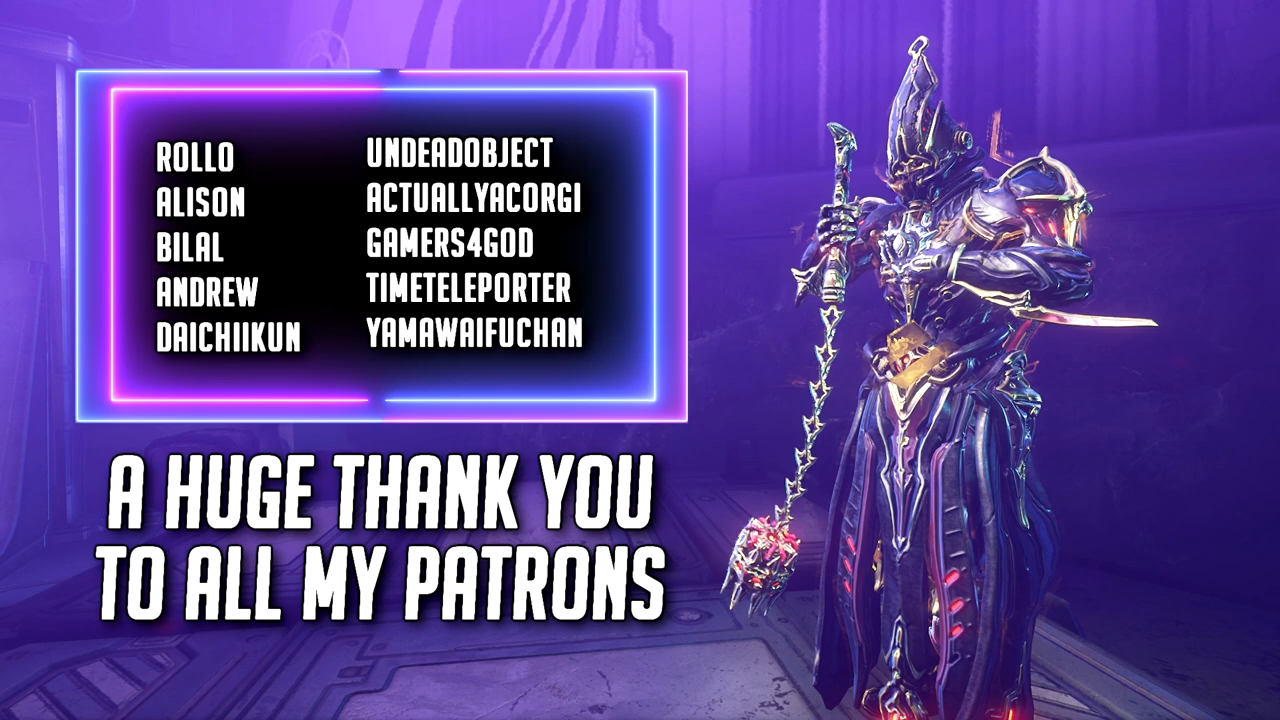 ROLLO
ALISON
BILAL
ANDREW
DAICHIIKUN
UNDEADOBJECT
ACTUALLYACORGI
GAMERS4GOD
TIMETELEPORTER
YAMAWAIFUCHAN
A HUGE THANK YOU
TO ALL MY PATRONS